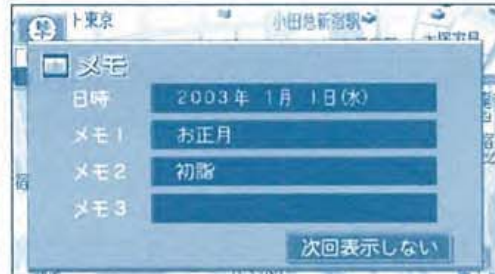 ト東京
小田急新宿駅
メモ
日時 2003年 1月 1日(水)
メモ1 お正月
メモ2 初詣
メモ3
次回表示しない